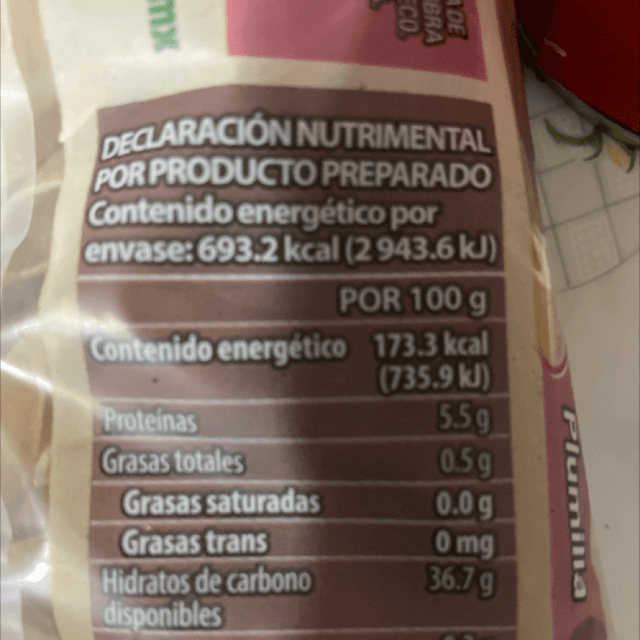 DECLARACIÓN NUTRIMENTAL
POR PRODUCTO PREPARADO
Contenido energético por
envase: 693.2 kcal (2 943.6 kJ)
POR 100 g
Contenido energético 173.3 kcal
(735.9 kJ)
Proteínas 5.5 g
Grasas totales 0.5 g
Grasas saturadas 0.0 g
Grasas trans 0 mg
Hidratos de carbono 36.7 g
disponibles
Plumilla